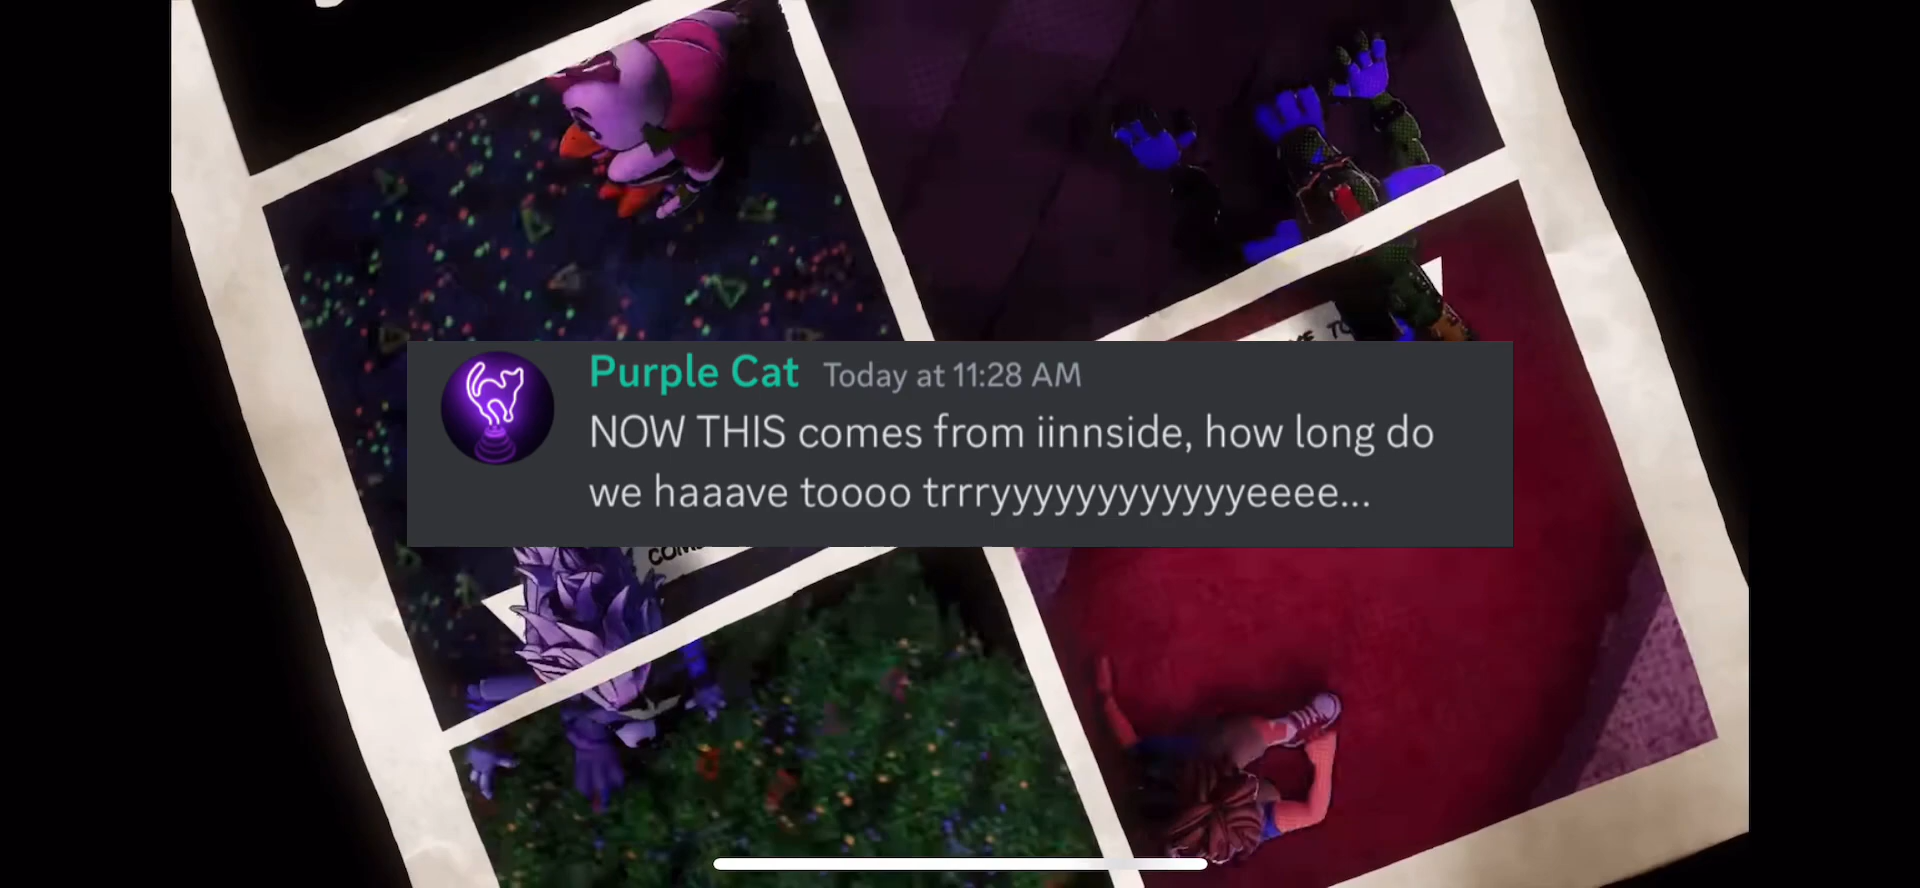 Purple Cat Today at 11:28 AM
NOW THIS comes from iinnside, how long do
we haaave toooo trrryyyyyyyyyyyyeeee...